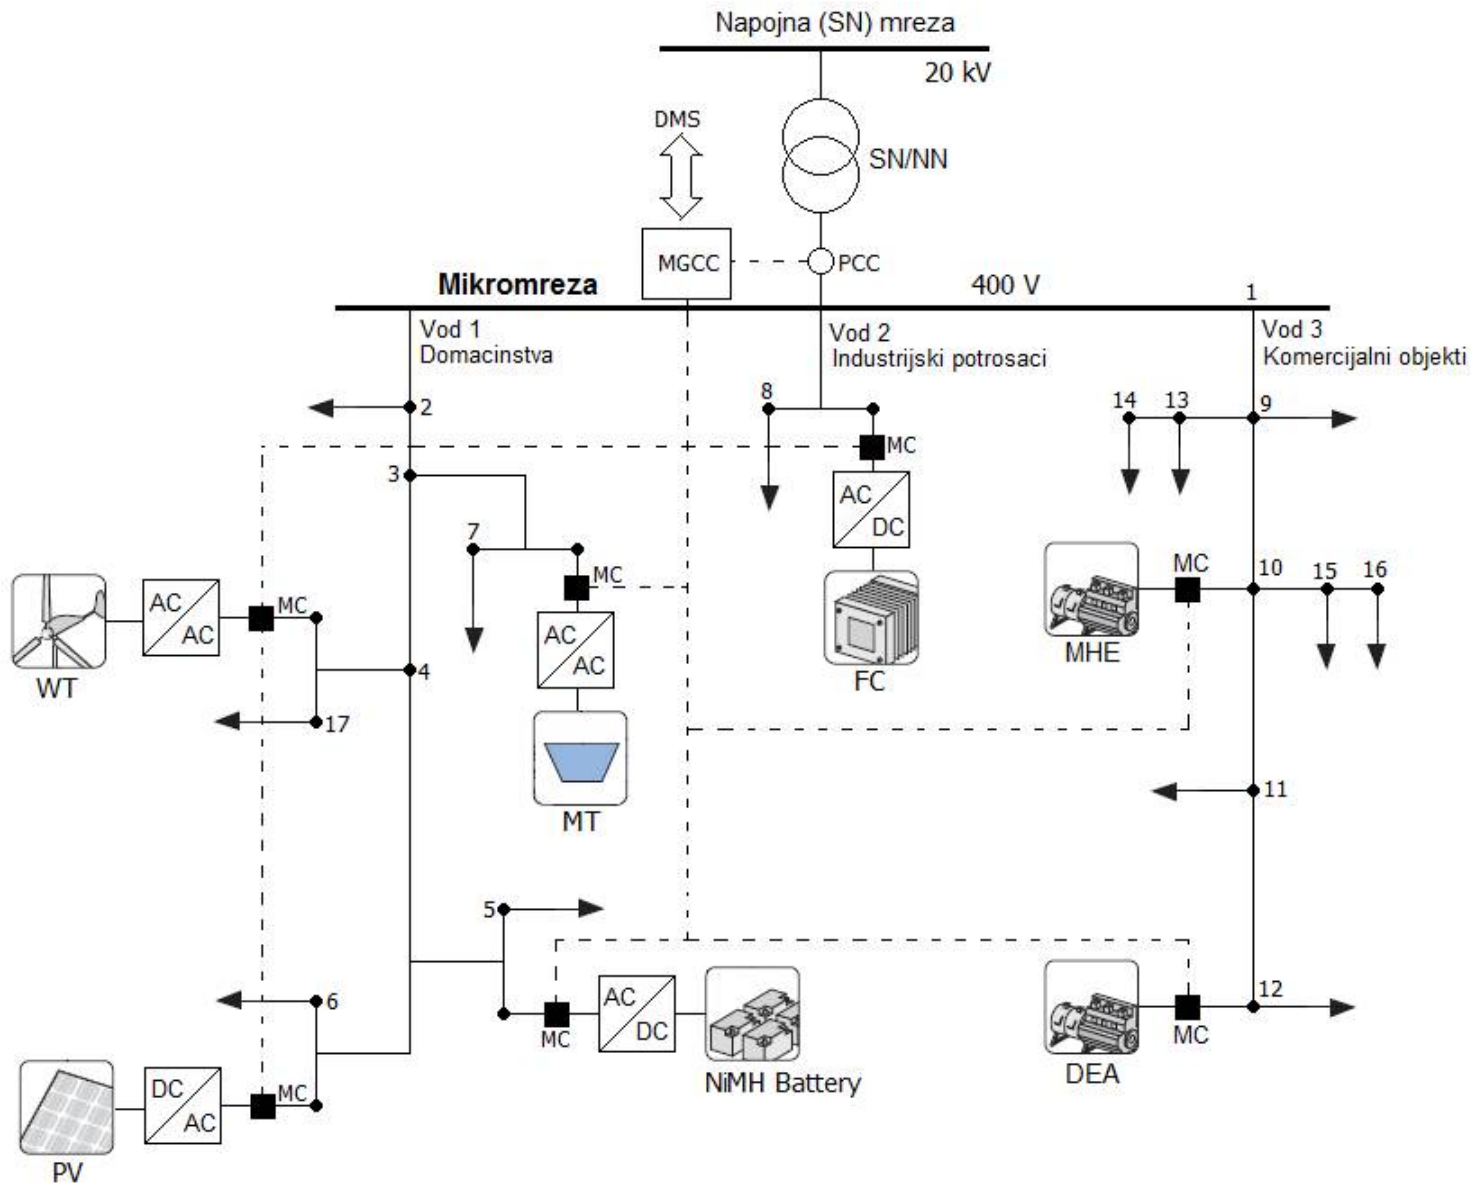 Napojna (SN) mreza
20 kV
DMS
SN/NN
MGCC
PCC
Mikromreza
400 V
1
Vod 1
Domacinstva
Vod 2
Industrijski potrosaci
Vod 3
Komercijalni objekti
2
8
14
13
9
3
MC
AC
DC
7
MC
MC
10
15
16
AC
AC
MC
AC
AC
WT
4
FC
MHE
17
MT
11
5
6
AC
DC
MC
NiMH Battery
12
MC
DEA
DC
AC
MC
PV